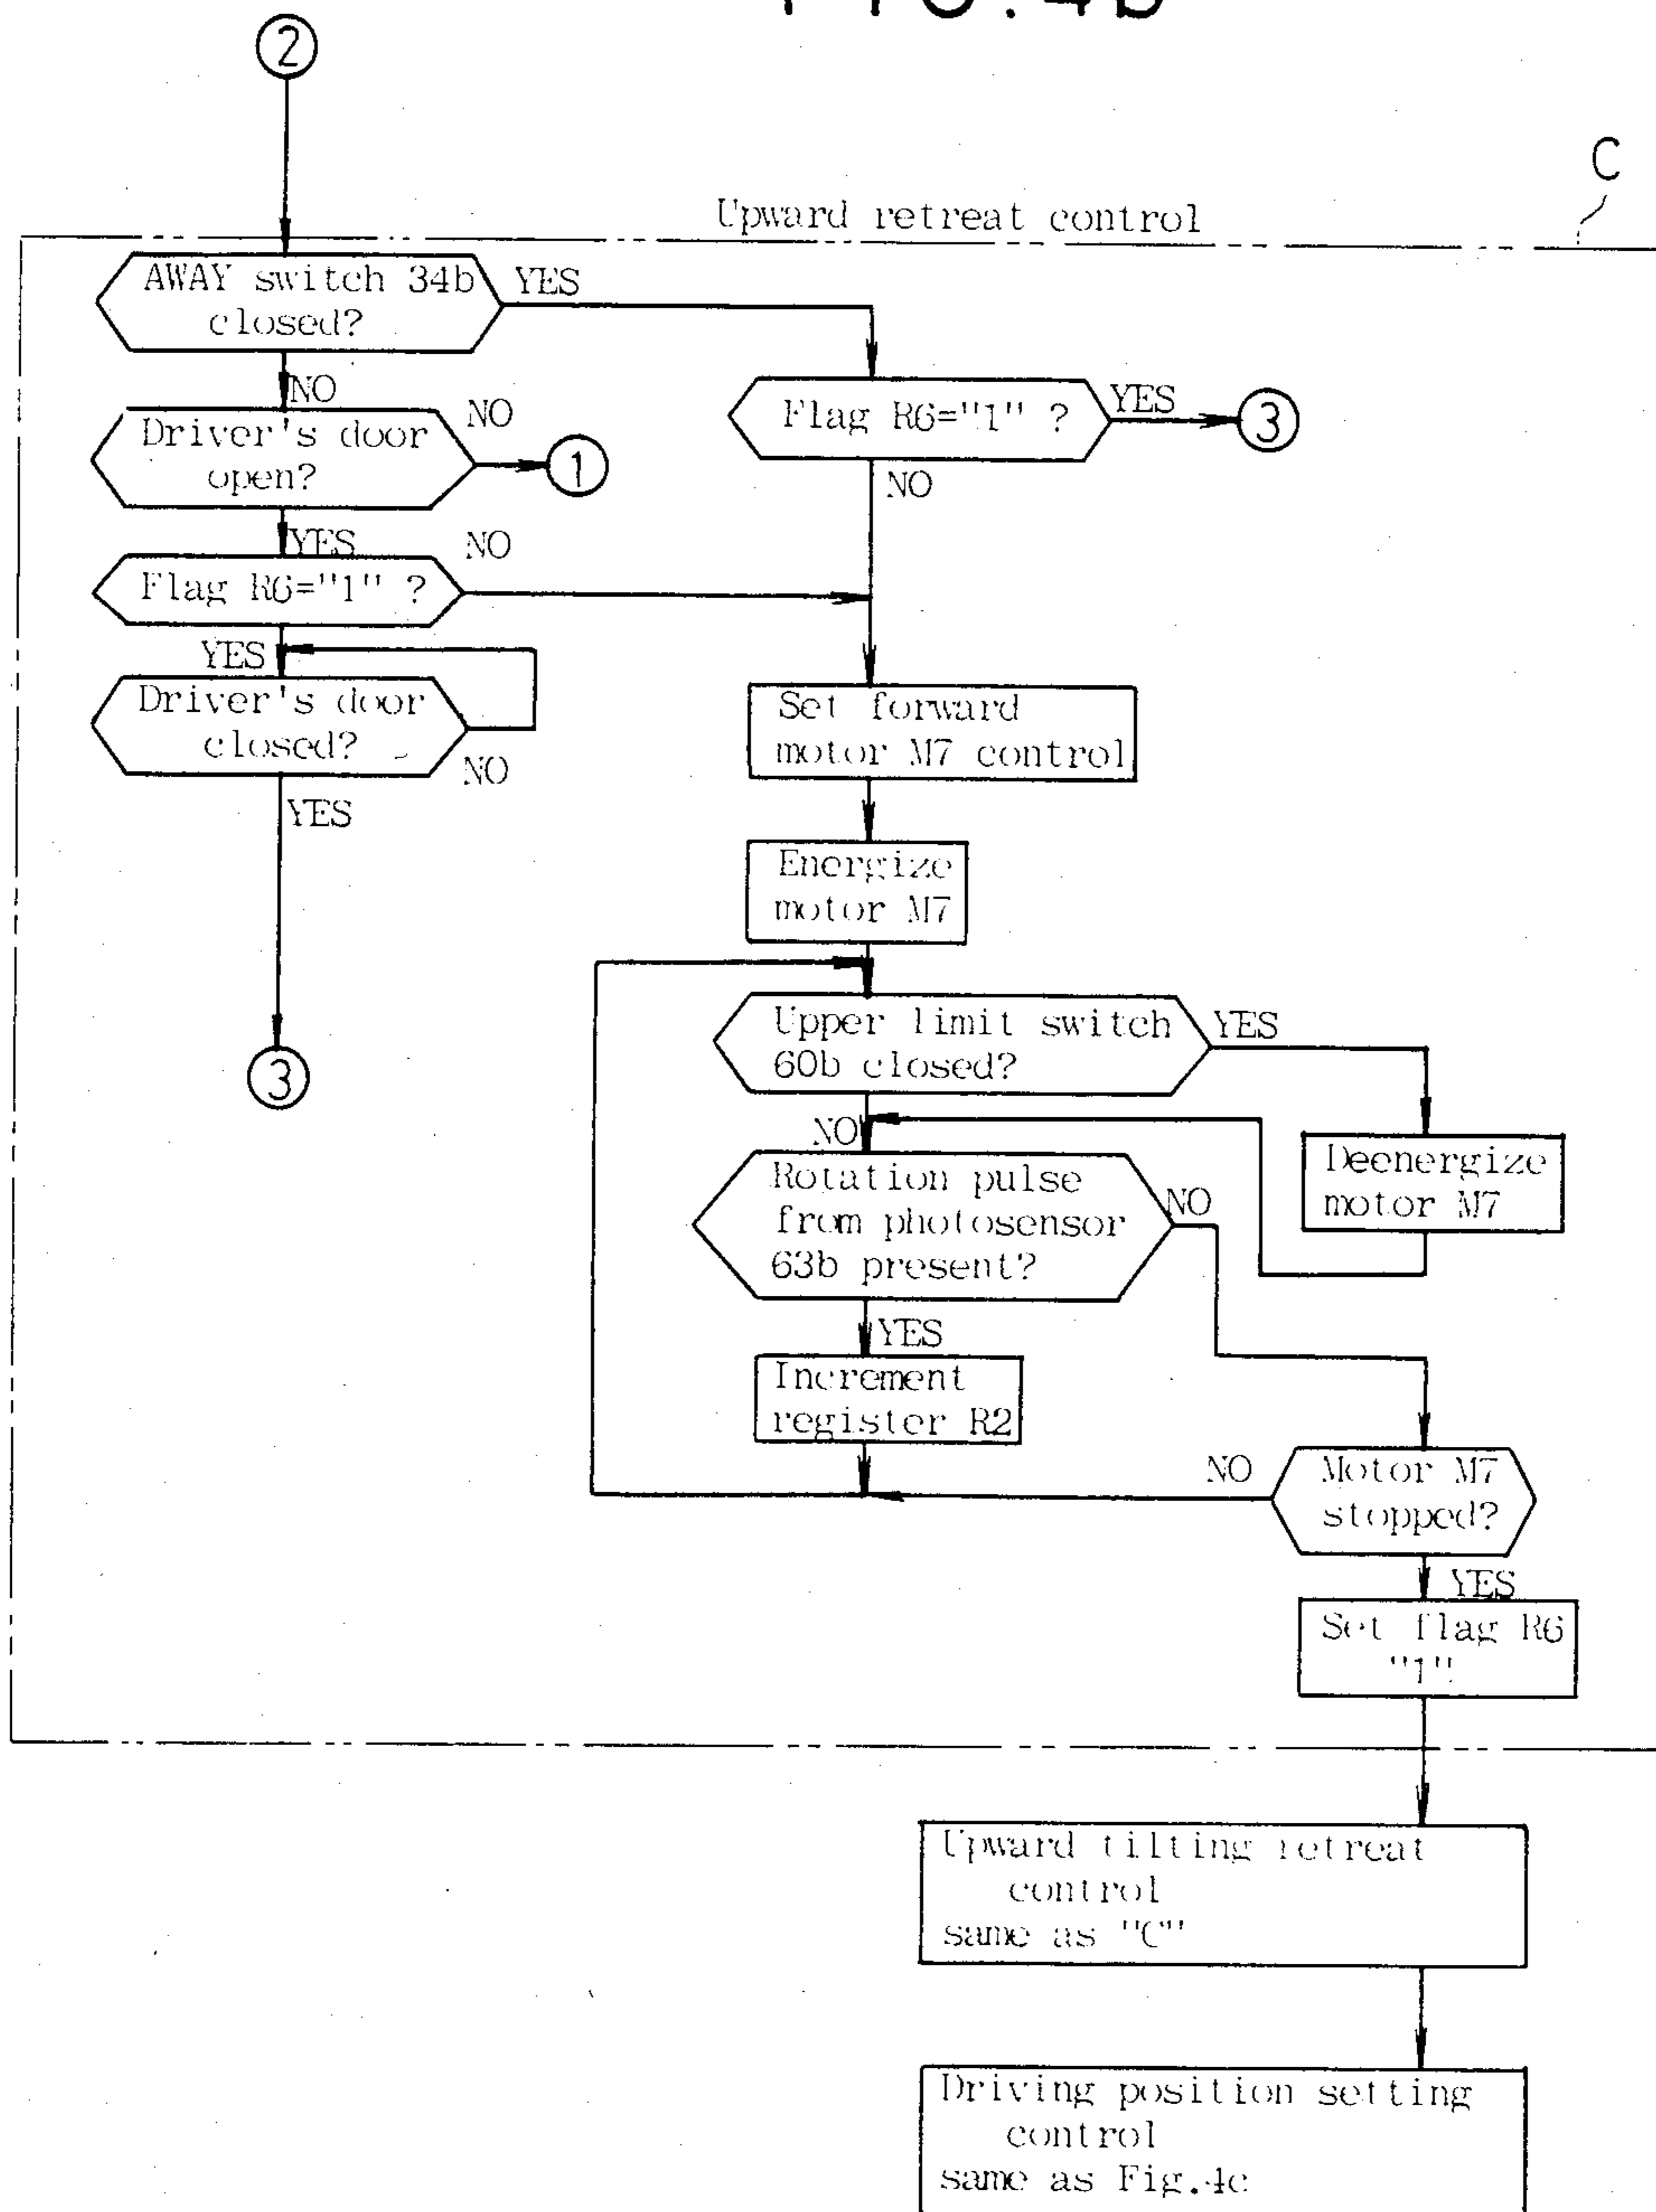 FIG.4b
2
C
Upward retreat control
AWAY switch 34b
closed?
YES
NO
Driver's door
open?
NO
1
YES
Flag R6="1" ?
NO
YES
Driver's door
closed?
NO
YES
3
Flag R6="1" ?
YES
3
NO
Set forward
motor M7 control
Energize
motor M7
Upper limit switch
60b closed?
YES
NO
Deenergize
motor M7
Rotation pulse
from photosensor
63b present?
NO
YES
Increment
register R2
Motor M7
stopped?
NO
YES
Set flag R6
"1"
Upward tilting retreat
control
same as "C"
Driving position setting
control
same as Fig.4c